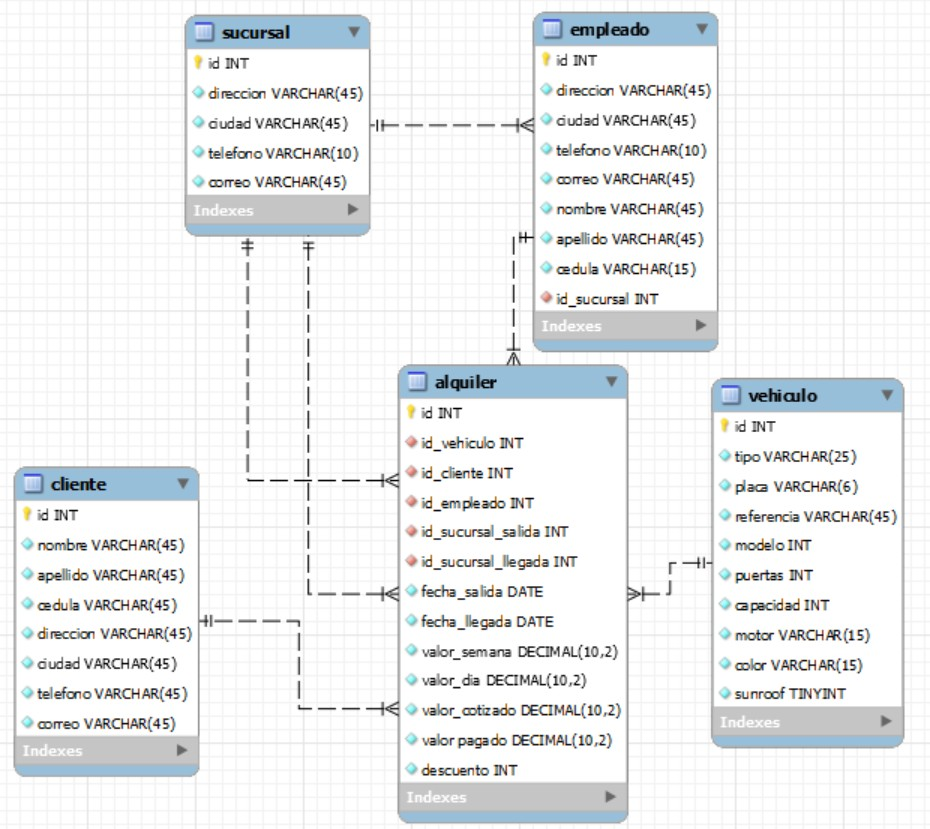 sucursal
id INT
direccion VARCHAR(45)
ciudad VARCHAR(45)
telefono VARCHAR(10)
correo VARCHAR(45)
Indexes
empleado
id INT
direccion VARCHAR(45)
ciudad VARCHAR(45)
telefono VARCHAR(10)
correo VARCHAR(45)
nombre VARCHAR(45)
apellido VARCHAR(45)
cedula VARCHAR(15)
id_sucursal INT
Indexes
cliente
id INT
nombre VARCHAR(45)
apellido VARCHAR(45)
cedula VARCHAR(45)
direccion VARCHAR(45)
ciudad VARCHAR(45)
telefono VARCHAR(45)
correo VARCHAR(45)
Indexes
alquiler
id INT
id_vehiculo INT
id_cliente INT
id_empleado INT
id_sucursal_salida INT
id_sucursal_llegada INT
fecha_salida DATE
fecha_llegada DATE
valor_semana DECIMAL(10,2)
valor_dia DECIMAL(10,2)
valor_cotizado DECIMAL(10,2)
valor pagado DECIMAL(10,2)
descuento INT
Indexes
vehiculo
id INT
tipo VARCHAR(25)
placa VARCHAR(6)
referencia VARCHAR(45)
modelo INT
puertas INT
capacidad INT
motor VARCHAR(15)
color VARCHAR(15)
sunroof TINYINT
Indexes